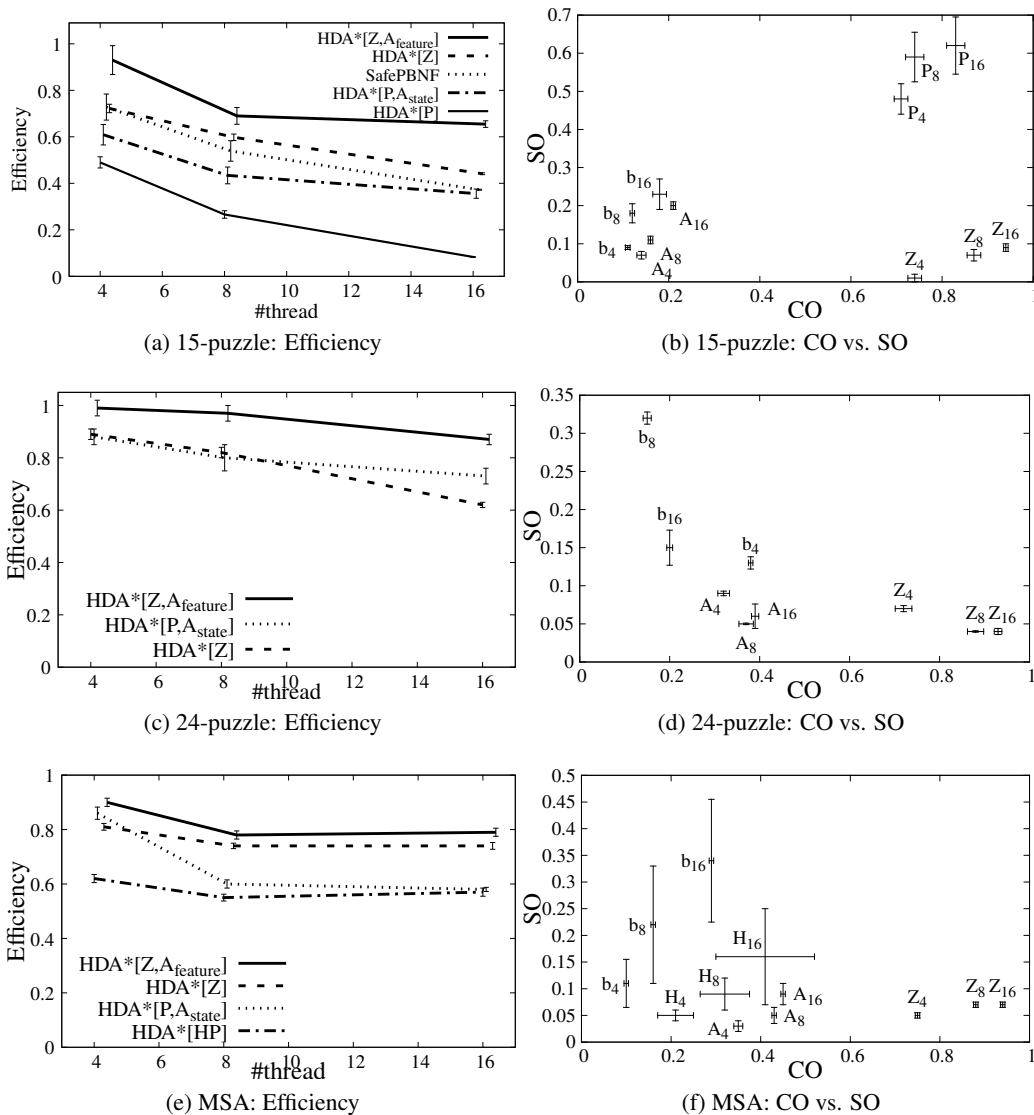 HDA*[Z,A_feature]
HDA*[Z]
SafePBNF
HDA*[P,A_state]
HDA*[P]
Efficiency
1
0.8
0.6
0.4
0.2
0
4
6
8
10
12
14
16
#thread
(a) 15-puzzle: Efficiency
SO
0.7
0.6
0.5
0.4
0.3
0.2
0.1
0
P_8
P_16
P_4
b_16
b_8
A_16
b_4
A_8
A_4
Z_4
Z_8
Z_16
0
0.2
0.4
0.6
0.8
1
CO
(b) 15-puzzle: CO vs. SO
Efficiency
1
0.8
0.6
0.4
0.2
0
HDA*[Z,A_feature]
HDA*[P,A_state]
HDA*[Z]
4
6
8
10
12
14
16
#thread
(c) 24-puzzle: Efficiency
SO
0.35
0.3
0.25
0.2
0.15
0.1
0.05
0
b_8
b_16
b_4
A_4
A_16
A_8
Z_4
Z_8
Z_16
0
0.2
0.4
0.6
0.8
1
CO
(d) 24-puzzle: CO vs. SO
Efficiency
1
0.8
0.6
0.4
0.2
0
HDA*[Z,A_feature]
HDA*[Z]
HDA*[P,A_state]
HDA*[HP]
4
6
8
10
12
14
16
#thread
(e) MSA: Efficiency
SO
0.5
0.45
0.4
0.35
0.3
0.25
0.2
0.15
0.1
0.05
0
b_16
b_8
H_16
b_4
H_8
H_4
A_16
A_4
A_8
Z_4
Z_8
Z_16
0
0.2
0.4
0.6
0.8
1
CO
(f) MSA: CO vs. SO